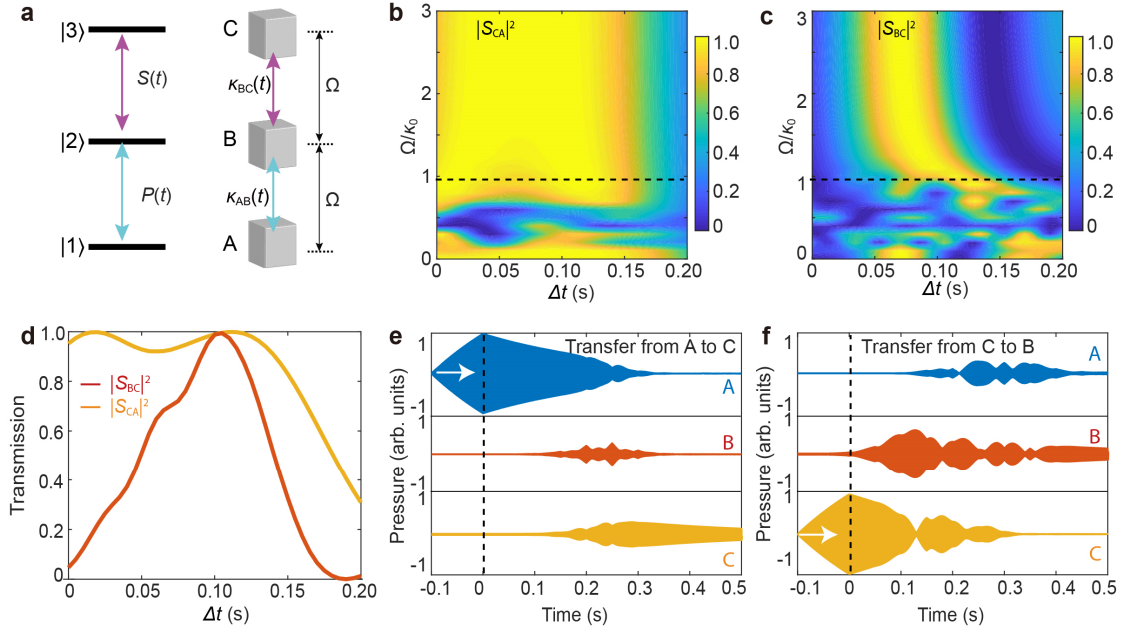 a
|3⟩
|2⟩
|1⟩
S(t)
P(t)
C
B
A
κBC(t)
κAB(t)
Ω
Ω
b
|SCA|²
Ω/κ0
3
2
1
0
0 0.05 0.10 0.15 0.20
Δt (s)
1.0
0.8
0.6
0.4
0.2
0
c
|SBC|²
Ω/κ0
3
2
1
0
0 0.05 0.10 0.15 0.20
Δt (s)
1.0
0.8
0.6
0.4
0.2
0
d
Transmission
1.0
0.8
0.6
0.4
0.2
0
|SBC|²
|SCA|²
0 0.05 0.10 0.15 0.20
Δt (s)
e
Pressure (arb. units)
Transfer from A to C
1
-1
1
-1
1
-1
A
B
C
-0.1 0 0.1 0.2 0.3 0.4 0.5
Time (s)
f
Pressure (arb. units)
Transfer from C to B
1
-1
1
-1
1
-1
A
B
C
-0.1 0 0.1 0.2 0.3 0.4 0.5
Time (s)